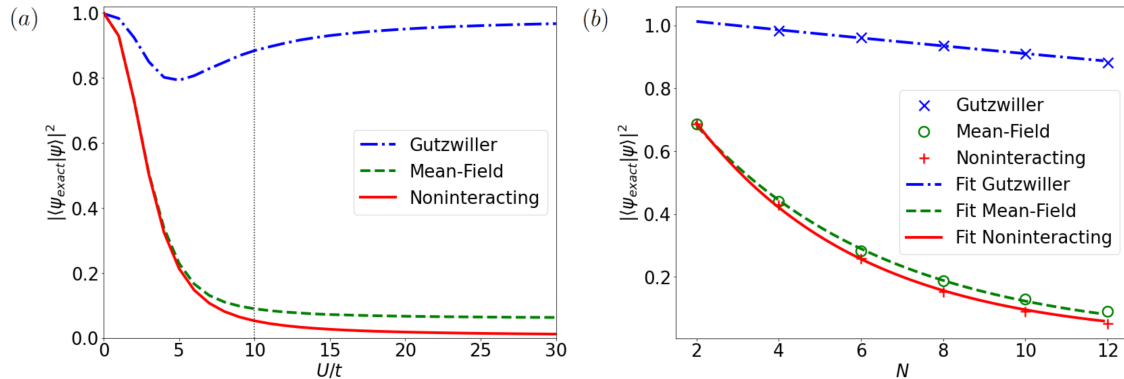 (a)
|⟨ψ_exact|ψ⟩|²
1.0
0.8
0.6
0.4
0.2
0.0
0 5 10 15 20 25 30
U/t
Gutzwiller
Mean-Field
Noninteracting
(b)
|⟨ψ_exact|ψ⟩|²
1.0
0.8
0.6
0.4
0.2
2 4 6 8 10 12
N
Gutzwiller
Mean-Field
Noninteracting
Fit Gutzwiller
Fit Mean-Field
Fit Noninteracting